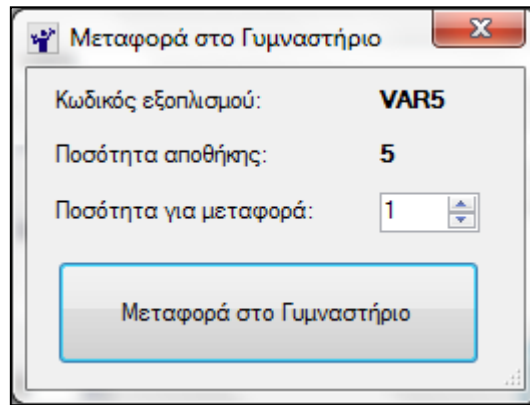 Μεταφορά στο Γυμναστήριο
Κωδικός εξοπλισμού: VAR5
Ποσότητα αποθήκης: 5
Ποσότητα για μεταφορά: 1
Μεταφορά στο Γυμναστήριο